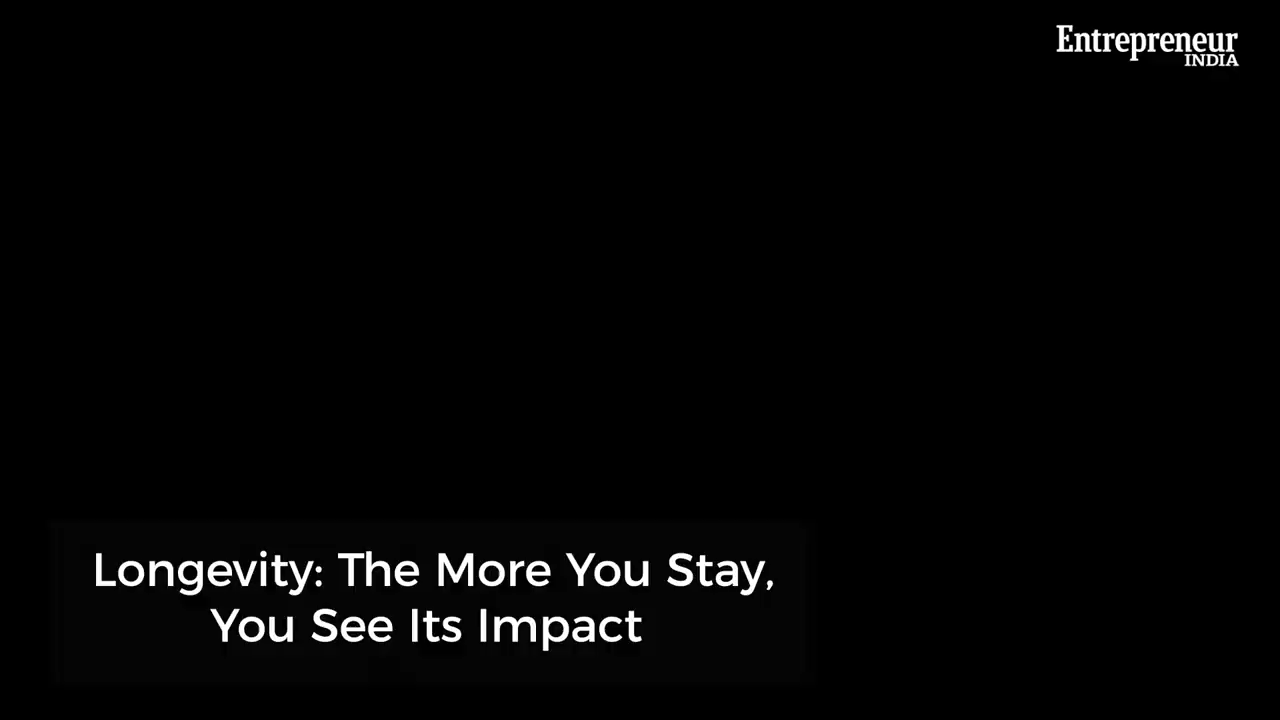 Entrepreneur
INDIA
Longevity: The More You Stay,
You See Its Impact